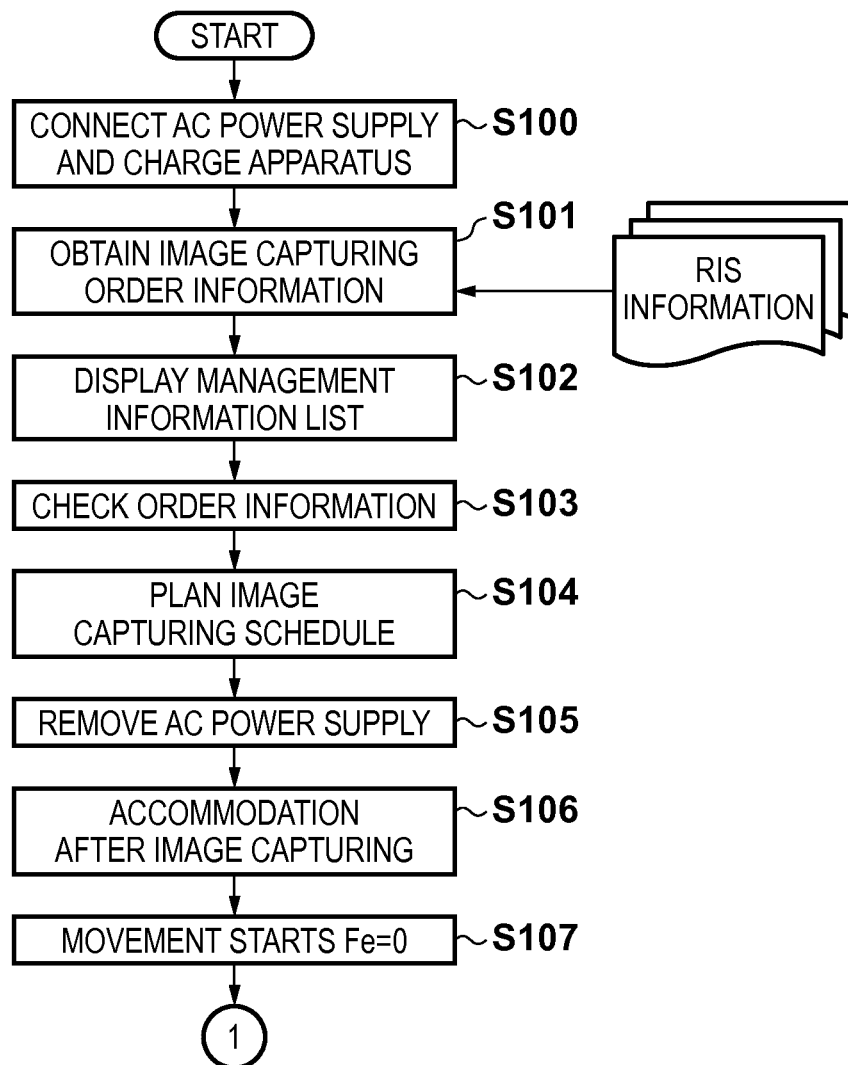 START
CONNECT AC POWER SUPPLY
AND CHARGE APPARATUS
S100
OBTAIN IMAGE CAPTURING
ORDER INFORMATION
S101
RIS
INFORMATION
DISPLAY MANAGEMENT
INFORMATION LIST
S102
CHECK ORDER INFORMATION
S103
PLAN IMAGE
CAPTURING SCHEDULE
S104
REMOVE AC POWER SUPPLY
S105
ACCOMMODATION
AFTER IMAGE CAPTURING
S106
MOVEMENT STARTS Fe=0
S107
1